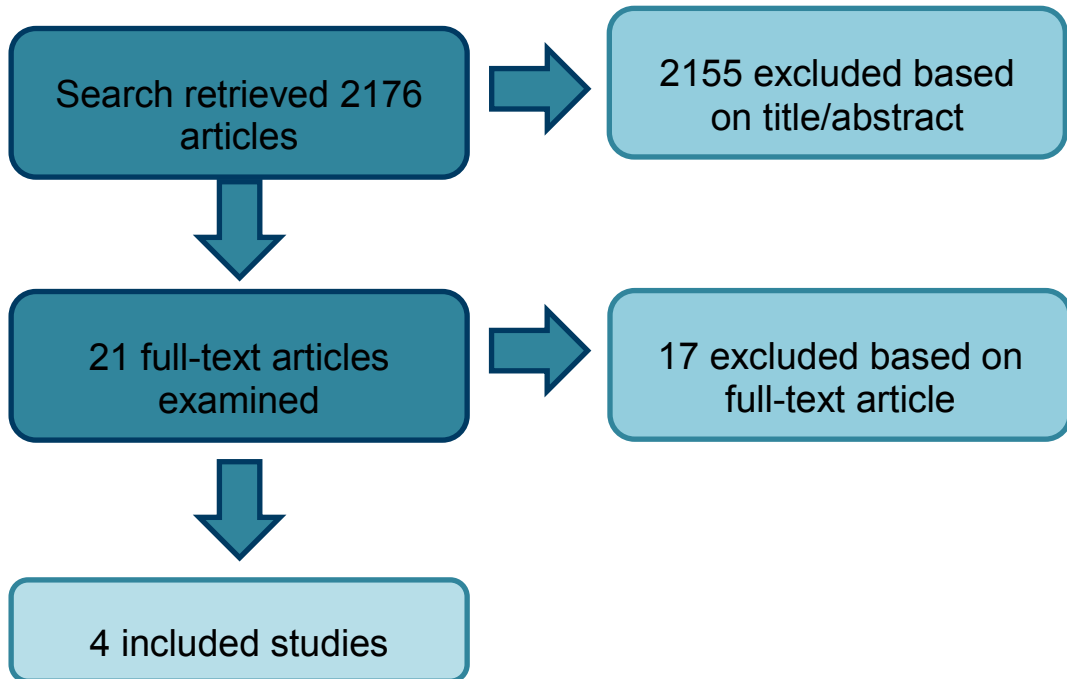 Search retrieved 2176
articles
2155 excluded based
on title/abstract
21 full-text articles
examined
17 excluded based on
full-text article
4 included studies